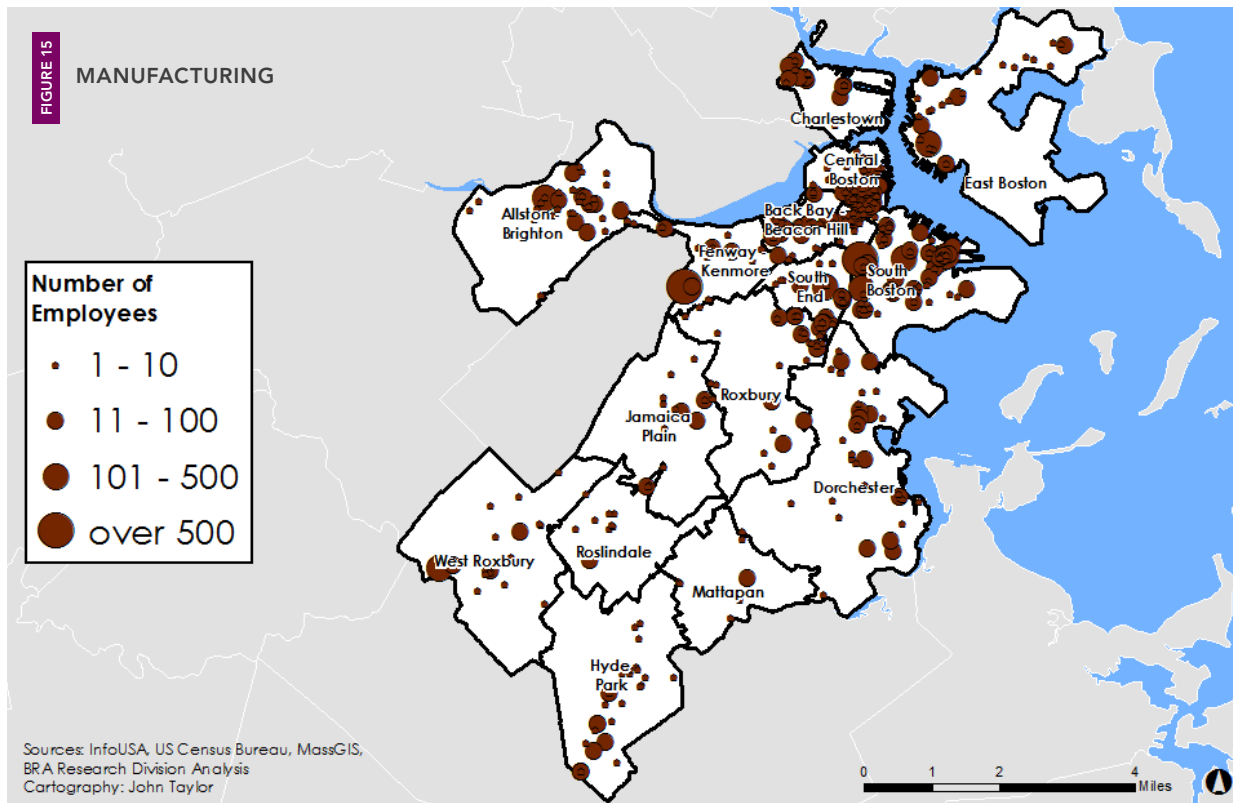 FIGURE 15
MANUFACTURING
Charlestown
Central
Boston
East Boston
Back Bay -
Beacon Hill
Allston-
Brighton
Fenway -
Kenmore
South
End
South
Boston
Number of
Employees
1 - 10
11 - 100
101 - 500
over 500
Roxbury
Jamaica
Plain
Dorchester
West Roxbury
Roslindale
Mattapan
Hyde
Park
Sources: InfoUSA, US Census Bureau, MassGIS,
BRA Research Division Analysis
Cartography: John Taylor
0 1 2 4
Miles